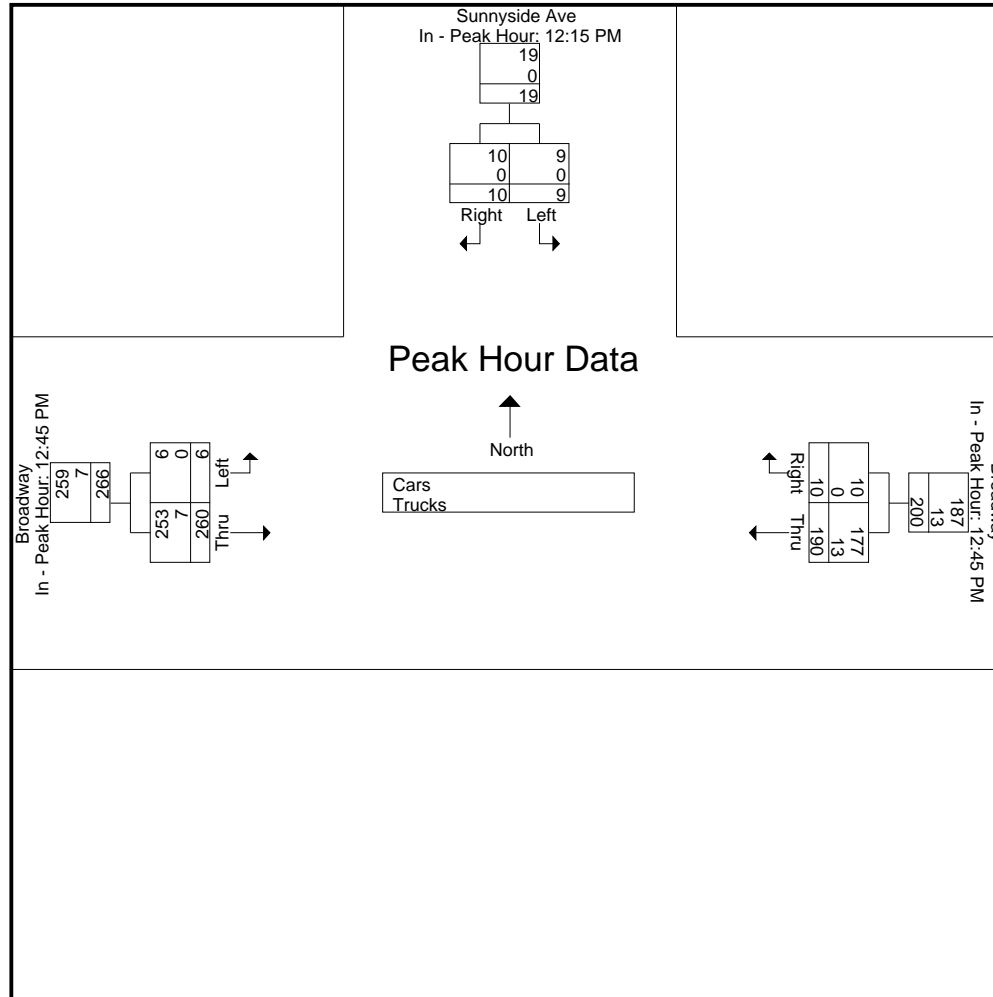 Sunnyside Ave
In - Peak Hour: 12:15 PM
19
0
19
10 9
0 0
10 9
Right Left
Peak Hour Data
North
Cars
Trucks
Broadway
In - Peak Hour: 12:45 PM
259
7
266
6
0
6
Left
253
7
260
Thru
Right
10
0
10
Thru
190
13
177
187
13
200
Broadway
In - Peak Hour: 12:45 PM